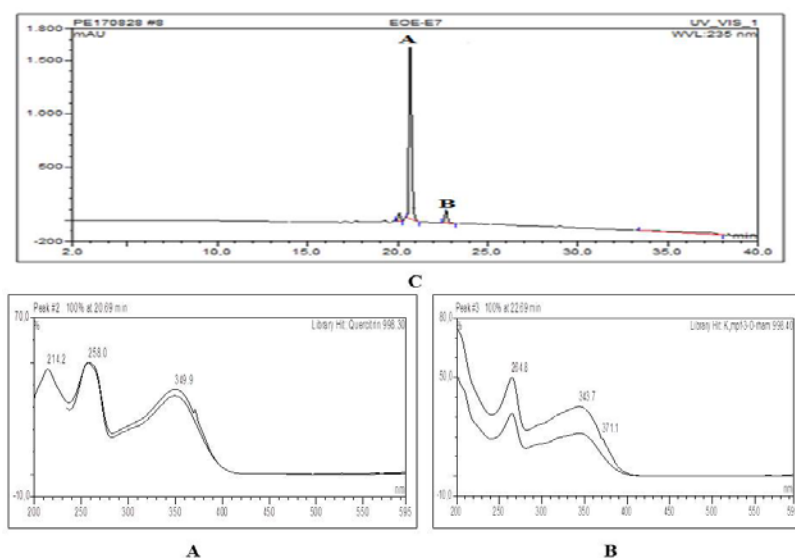 PE170828 #8 EOE-E7 UV_VIS_1
mAU WVL:235 nm
1.800
1.500
1.000
500
-200
A
B
min
2.0 10.0 15.0 20.0 25.0 30.0 35.0 40.0
C
Peak #2 100% at 20.69 min
70.0
%
Library Hit: Quercitrin 998.30
214.2
258.0
349.9
-10.0
nm
200 250 300 350 400 450 500 550 595
A
Peak #3 100% at 22.69 min
80.0
%
Library Hit: K,mpf3-O-rham 998.40
50.0
264.8
343.7
371.1
-10.0
nm
200 250 300 350 400 450 500 550 595
B